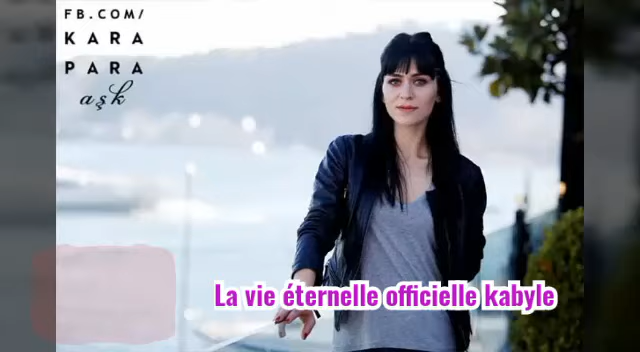 FB.COM/
KARA
PARA
aşk
La vie éternelle officielle kabyle